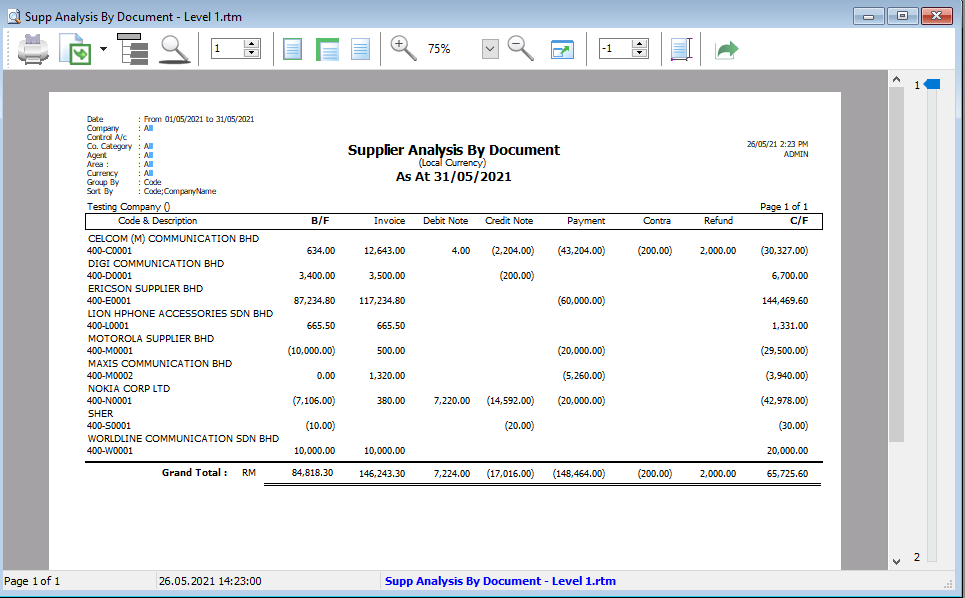 Supp Analysis By Document - Level 1.rtm
1 75% -1
1
Date : From 01/05/2021 to 31/05/2021
Company : All
Control A/c :
Co. Category : All
Agent : All
Area : : All
Currency : All
Group By : Code
Sort By : Code;CompanyName
Supplier Analysis By Document
(Local Currency)
As At 31/05/2021
26/05/21 2:23 PM
ADMIN
Testing Company () Page 1 of 1
Code & Description B/F Invoice Debit Note Credit Note Payment Contra Refund C/F
CELCOM (M) COMMUNICATION BHD
400-C0001 634.00 12,643.00 4.00 (2,204.00) (43,204.00) (200.00) 2,000.00 (30,327.00)
DIGI COMMUNICATION BHD
400-D0001 3,400.00 3,500.00 (200.00) 6,700.00
ERICSON SUPPLIER BHD
400-E0001 87,234.80 117,234.80 (60,000.00) 144,469.60
LION HPHONE ACCESSORIES SDN BHD
400-L0001 665.50 665.50 1,331.00
MOTOROLA SUPPLIER BHD
400-M0001 (10,000.00) 500.00 (20,000.00) (29,500.00)
MAXIS COMMUNICATION BHD
400-M0002 0.00 1,320.00 (5,260.00) (3,940.00)
NOKIA CORP LTD
400-N0001 (7,106.00) 380.00 7,220.00 (14,592.00) (20,000.00) (42,978.00)
SHER
400-S0001 (10.00) (20.00) (30.00)
WORLDLINE COMMUNICATION SDN BHD
400-W0001 10,000.00 10,000.00 20,000.00
Grand Total : RM 84,818.30 146,243.30 7,224.00 (17,016.00) (148,464.00) (200.00) 2,000.00 65,725.60
2
Page 1 of 1 26.05.2021 14:23:00 Supp Analysis By Document - Level 1.rtm